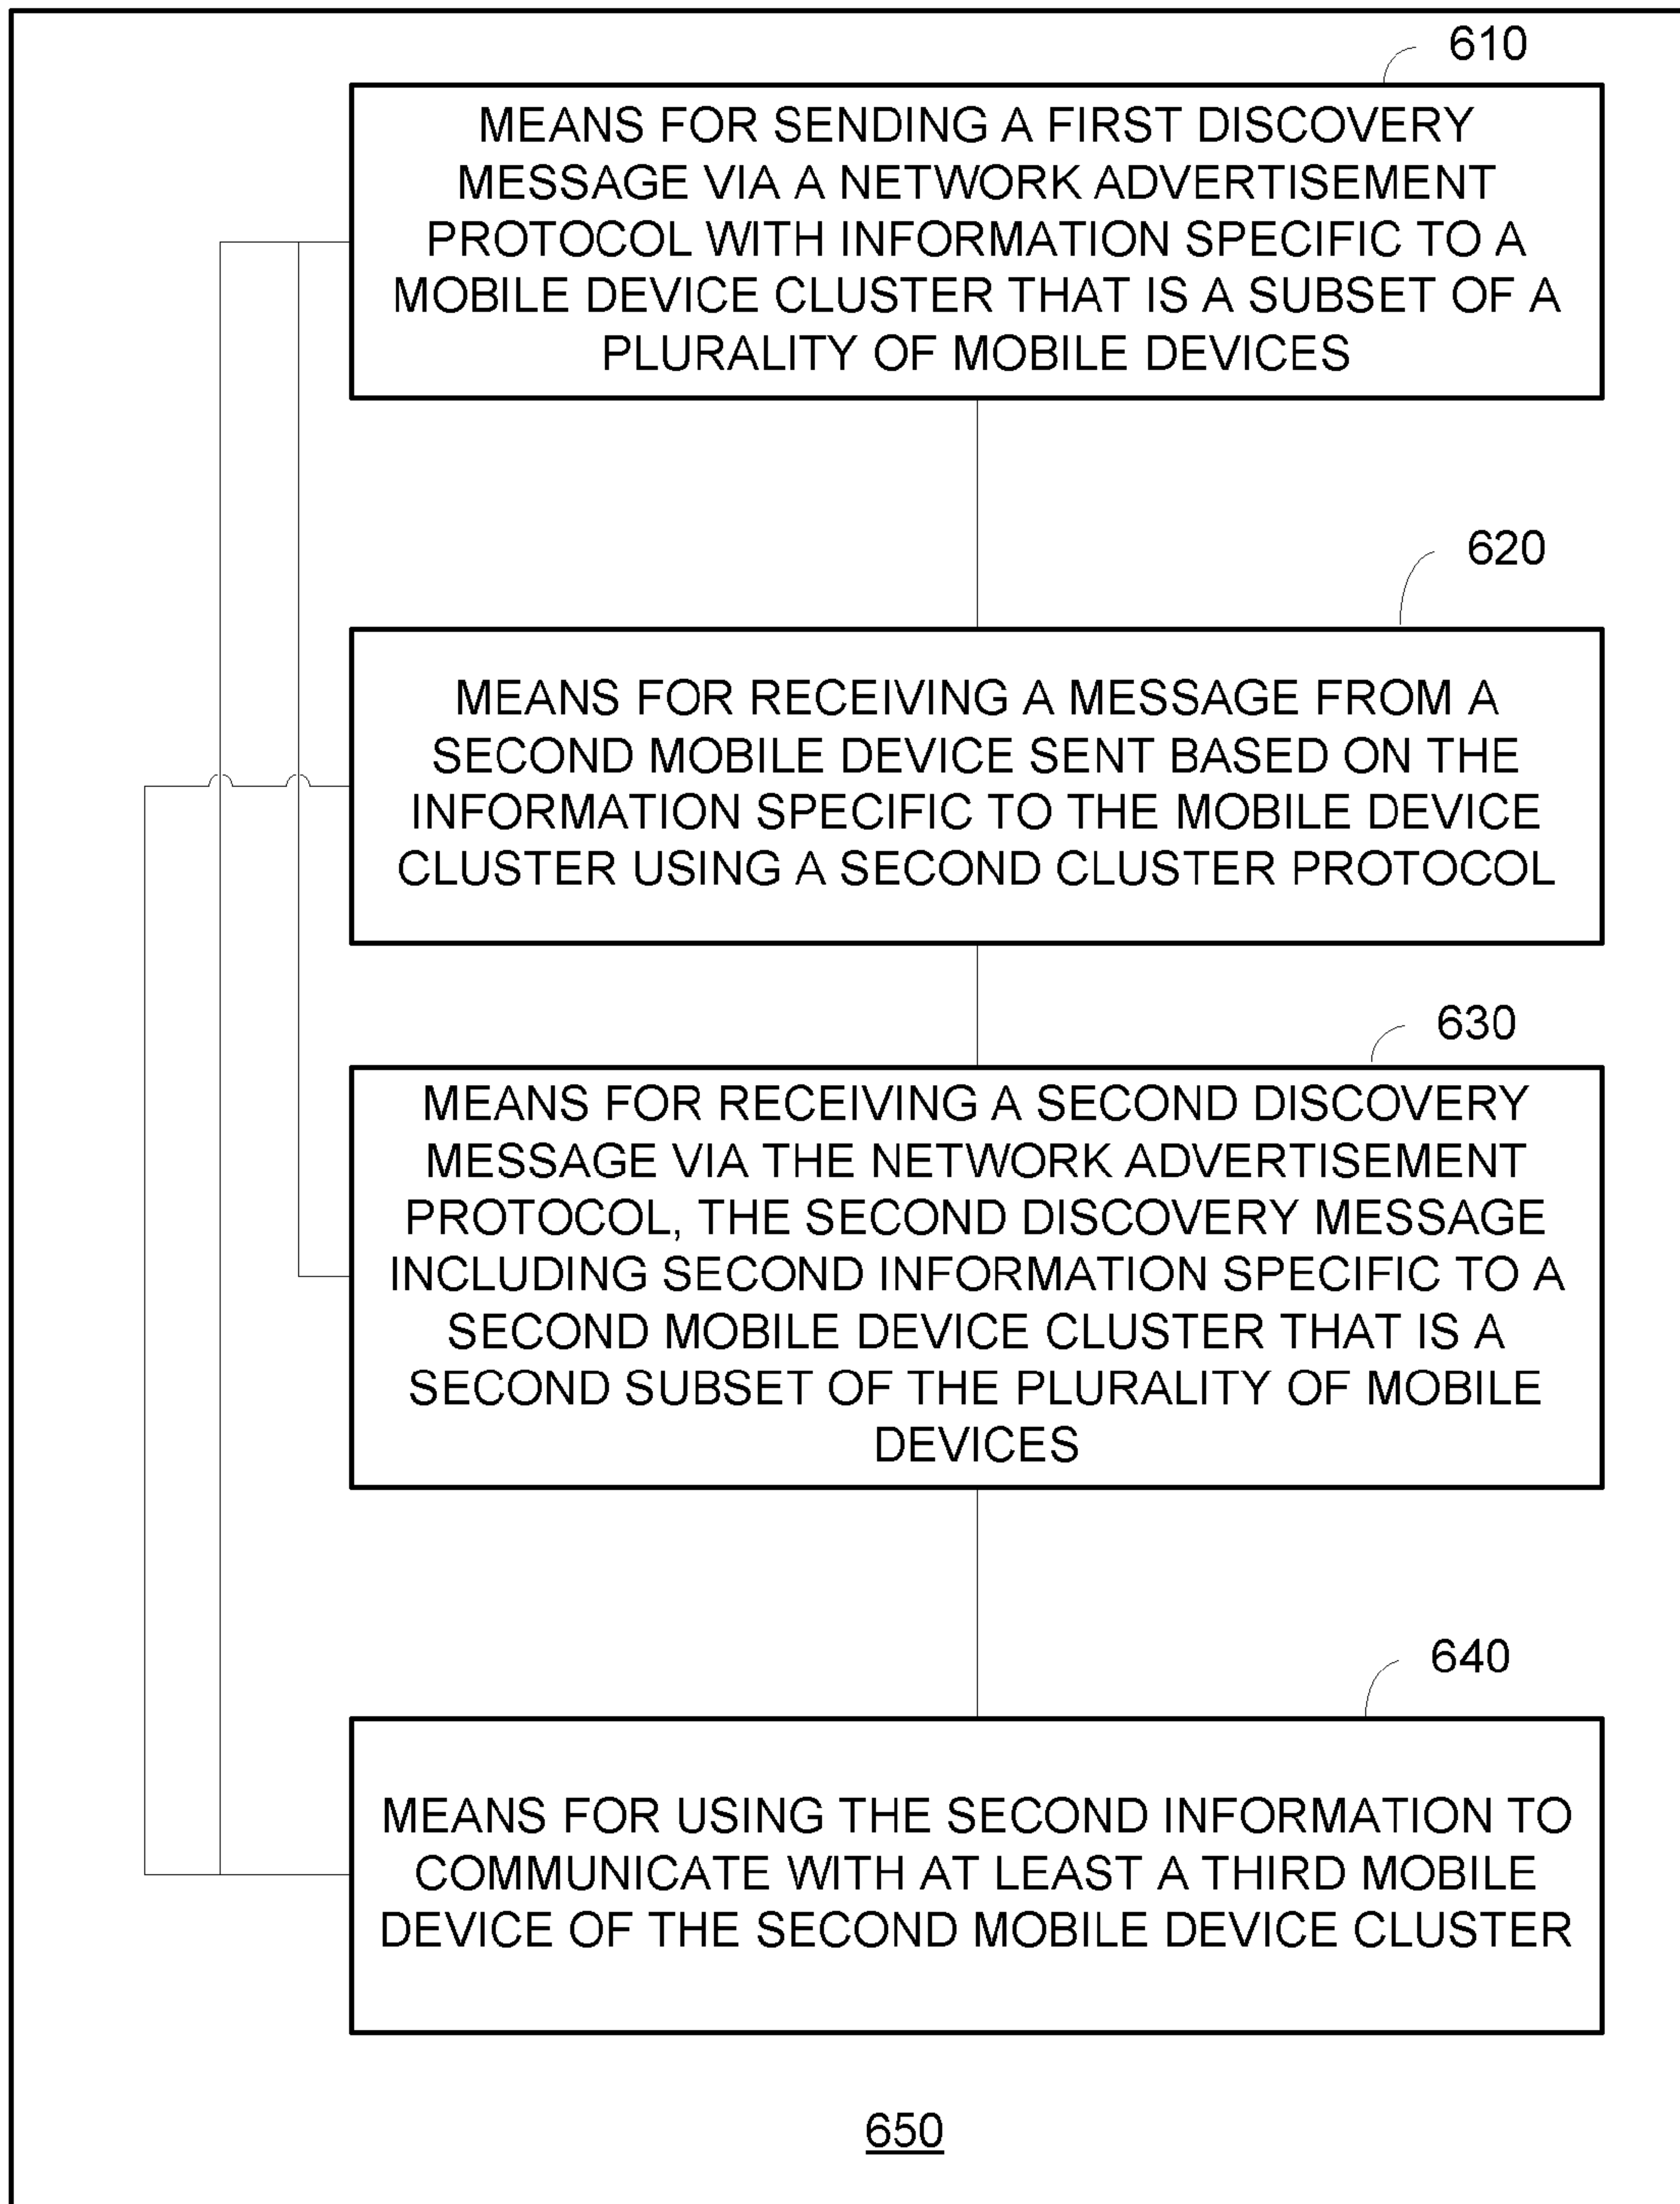 610
MEANS FOR SENDING A FIRST DISCOVERY
MESSAGE VIA A NETWORK ADVERTISEMENT
PROTOCOL WITH INFORMATION SPECIFIC TO A
MOBILE DEVICE CLUSTER THAT IS A SUBSET OF A
PLURALITY OF MOBILE DEVICES
620
MEANS FOR RECEIVING A MESSAGE FROM A
SECOND MOBILE DEVICE SENT BASED ON THE
INFORMATION SPECIFIC TO THE MOBILE DEVICE
CLUSTER USING A SECOND CLUSTER PROTOCOL
630
MEANS FOR RECEIVING A SECOND DISCOVERY
MESSAGE VIA THE NETWORK ADVERTISEMENT
PROTOCOL, THE SECOND DISCOVERY MESSAGE
INCLUDING SECOND INFORMATION SPECIFIC TO A
SECOND MOBILE DEVICE CLUSTER THAT IS A
SECOND SUBSET OF THE PLURALITY OF MOBILE
DEVICES
640
MEANS FOR USING THE SECOND INFORMATION TO
COMMUNICATE WITH AT LEAST A THIRD MOBILE
DEVICE OF THE SECOND MOBILE DEVICE CLUSTER
650